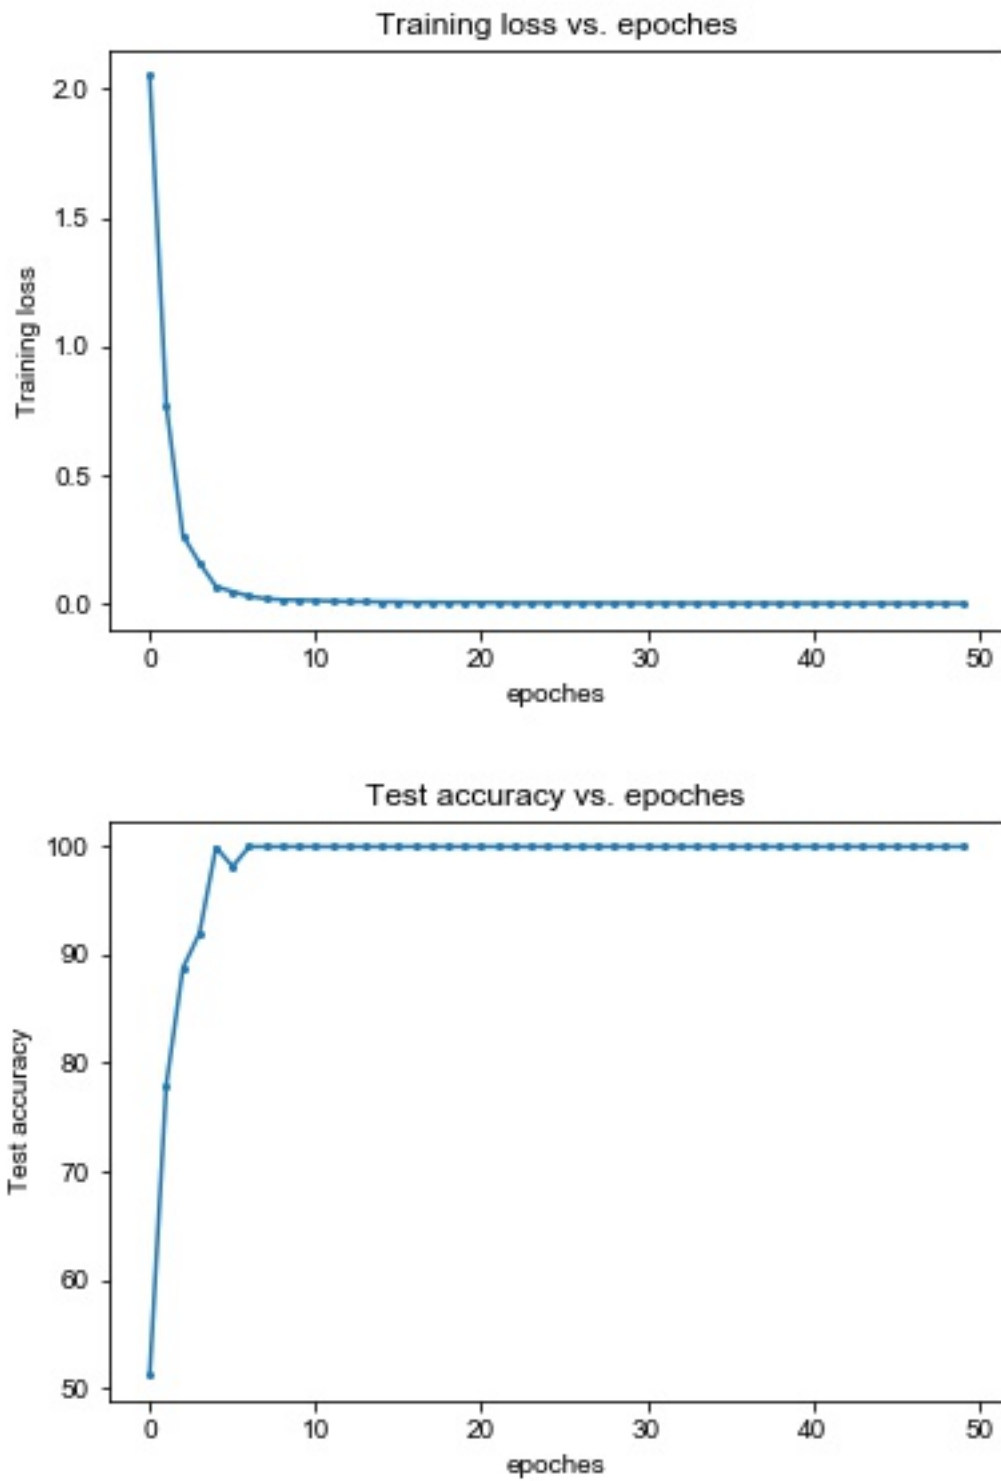 Training loss vs. epoches
2.0
1.5
1.0
0.5
0.0
Training loss
0 10 20 30 40 50
epoches
Test accuracy vs. epoches
100
90
80
70
60
50
Test accuracy
0 10 20 30 40 50
epoches